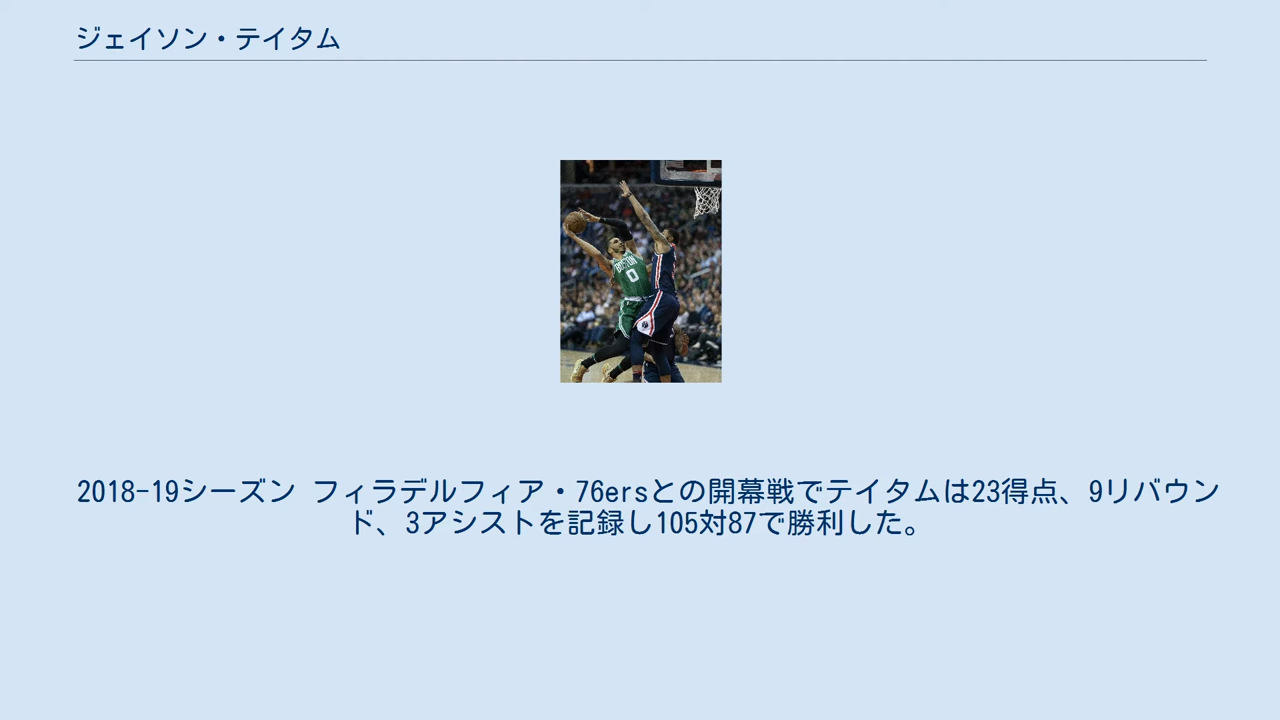 ジェイソン・テイタム
BOSTON
0
2018-19シーズン フィラデルフィア・76ersとの開幕戦でテイタムは23得点、9リバウン
ド、3アシストを記録し105対87で勝利した。